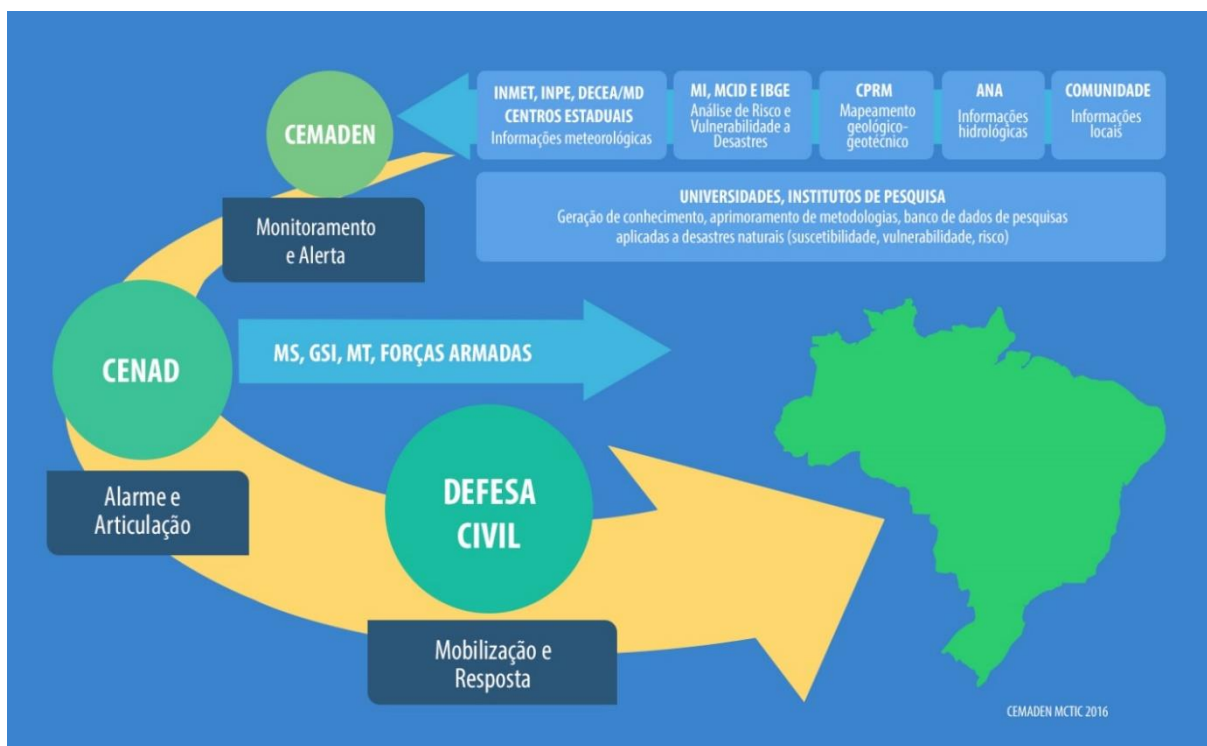 CEMADEN
Monitoramento
e Alerta
INMET, INPE, DECEA/MD
CENTROS ESTADUAIS
Informações meteorológicas
MI, MCID E IBGE
Análise de Risco e
Vulnerabilidade a
Desastres
CPRM
Mapeamento
geológico-
geotécnico
ANA
Informações
hidrológicas
COMUNIDADE
Informações
locais
UNIVERSIDADES, INSTITUTOS DE PESQUISA
Geração de conhecimento, aprimoramento de metodologias, banco de dados de pesquisas
aplicadas a desastres naturais (suscetibilidade, vulnerabilidade, risco)
CENAD
Alarme e
Articulação
MS, GSI, MT, FORÇAS ARMADAS
DEFESA
CIVIL
Mobilização e
Resposta
CEMADEN MCTIC 2016